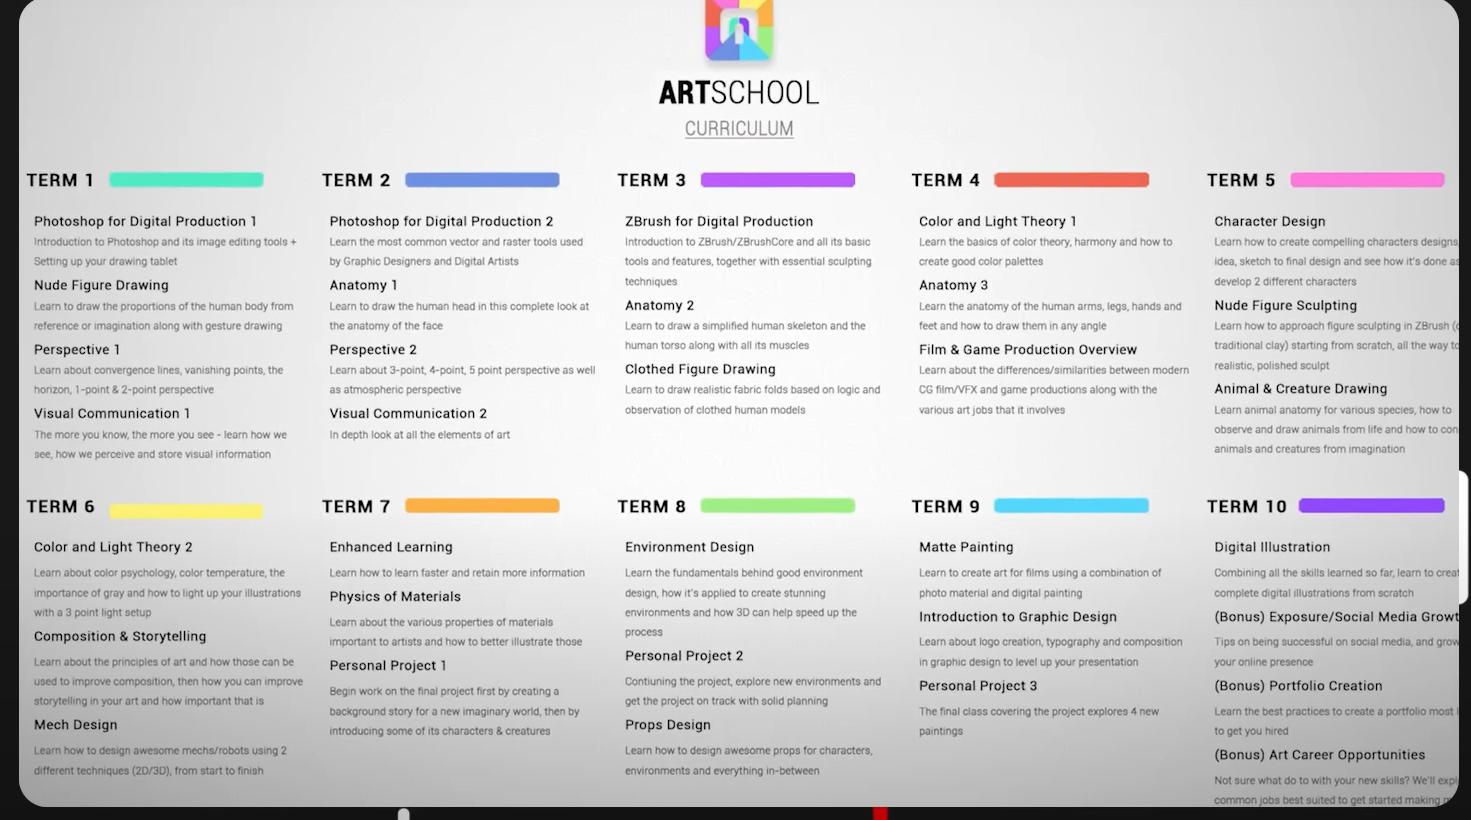 ARTSCHOOL
CURRICULUM
TERM 1
Photoshop for Digital Production 1
Introduction to Photoshop and its image editing tools +
Setting up your drawing tablet
Nude Figure Drawing
Learn to draw the proportions of the human body from
reference or imagination along with gesture drawing
Perspective 1
Learn about convergence lines, vanishing points, the
horizon, 1-point & 2-point perspective
Visual Communication 1
The more you know, the more you see - learn how we
see, how we perceive and store visual information
TERM 2
Photoshop for Digital Production 2
Learn the most common vector and raster tools used
by Graphic Designers and Digital Artists
Anatomy 1
Learn to draw the human head in this complete look at
the anatomy of the face
Perspective 2
Learn about 3-point, 4-point, 5 point perspective as well
as atmospheric perspective
Visual Communication 2
In depth look at all the elements of art
TERM 3
ZBrush for Digital Production
Introduction to ZBrush/ZBrushCore and all its basic
tools and features, together with essential sculpting
techniques
Anatomy 2
Learn to draw a simplified human skeleton and the
human torso along with all its muscles
Clothed Figure Drawing
Learn to draw realistic fabric folds based on logic and
observation of clothed human models
TERM 4
Color and Light Theory 1
Learn the basics of color theory, harmony and how to
create good color palettes
Anatomy 3
Learn the anatomy of the human arms, legs, hands and
feet and how to draw them in any angle
Film & Game Production Overview
Learn about the differences/similarities between modern
CG film/VFX and game productions along with the
various art jobs that it involves
TERM 5
Character Design
Learn how to create compelling characters designs,
idea, sketch to final design and see how it's done as
develop 2 different characters
Nude Figure Sculpting
Learn how to approach figure sculpting in ZBrush
traditional clay) starting from scratch, all the way to
realistic, polished sculpt
Animal & Creature Drawing
Learn animal anatomy for various species, how to
observe and draw animals from life and how to
animals and creatures from imagination
TERM 6
Color and Light Theory 2
Learn about color psychology, color temperature, the
importance of gray and how to light up your illustrations
with a 3 point light setup
Composition & Storytelling
Learn about the principles of art and how those can be
used to improve composition, then how you can improve
storytelling in your art and how important that is
Mech Design
Learn how to design awesome mechs/robots using 2
different techniques (2D/3D), from start to finish
TERM 7
Enhanced Learning
Learn how to learn faster and retain more information
Physics of Materials
Learn about the various properties of materials
important to artists and how to better illustrate those
Personal Project 1
Begin work on the final project first by creating a
background story for a new imaginary world, then by
introducing some of its characters & creatures
TERM 8
Environment Design
Learn the fundamentals behind good environment
design, how it's applied to create stunning
environments and how 3D can help speed up the
process
Personal Project 2
Contiuning the project, explore new environments and
get the project on track with solid planning
Props Design
Learn how to design awesome props for characters,
environments and everything in-between
TERM 9
Matte Painting
Learn to create art for films using a combination of
photo material and digital painting
Introduction to Graphic Design
Learn about logo creation, typography and composition
in graphic design to level up your presentation
Personal Project 3
The final class covering the project explores 4 new
paintings
TERM 10
Digital Illustration
Combining all the skills learned so far, learn to
complete digital illustrations from scratch
(Bonus) Exposure/Social Media
Tips on being successful on social media, and
your online presence
(Bonus) Portfolio Creation
Learn the best practices to create a portfolio most
to get you hired
(Bonus) Art Career Opportunities
Not sure what do to with your new skills? We'll
common jobs best suited to get started making